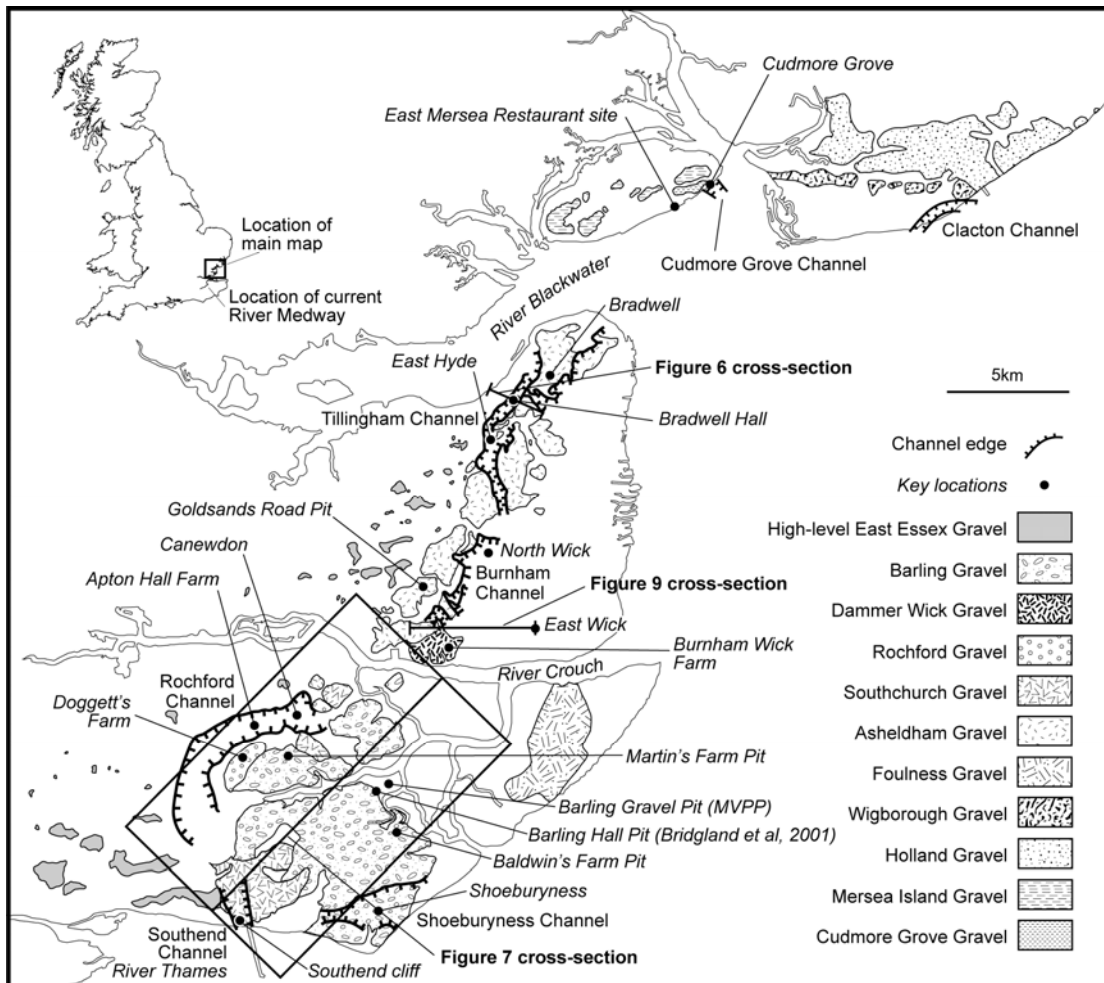 Cudmore Grove
East Mersea Restaurant site
Location of
main map
Location of current
River Medway
Clacton Channel
Cudmore Grove Channel
River Blackwater
Bradwell
East Hyde
Figure 6 cross-section
5km
Tillingham Channel
Bradwell Hall
Channel edge
Key locations
Goldsands Road Pit
High-level East Essex Gravel
Canewdon
North Wick
Barling Gravel
Apton Hall Farm
Burnham
Channel
Figure 9 cross-section
Dammer Wick Gravel
East Wick
Rochford Gravel
Burnham Wick
Farm
River Crouch
Rochford
Channel
Southchurch Gravel
Doggett's
Farm
Asheldham Gravel
Martin's Farm Pit
Foulness Gravel
Barling Gravel Pit (MVPP)
Wigborough Gravel
Barling Hall Pit (Bridgland et al, 2001)
Holland Gravel
Baldwin's Farm Pit
Shoeburyness
Mersea Island Gravel
Shoeburyness Channel
Southend
Channel
River Thames
Cudmore Grove Gravel
Figure 7 cross-section
Southend cliff